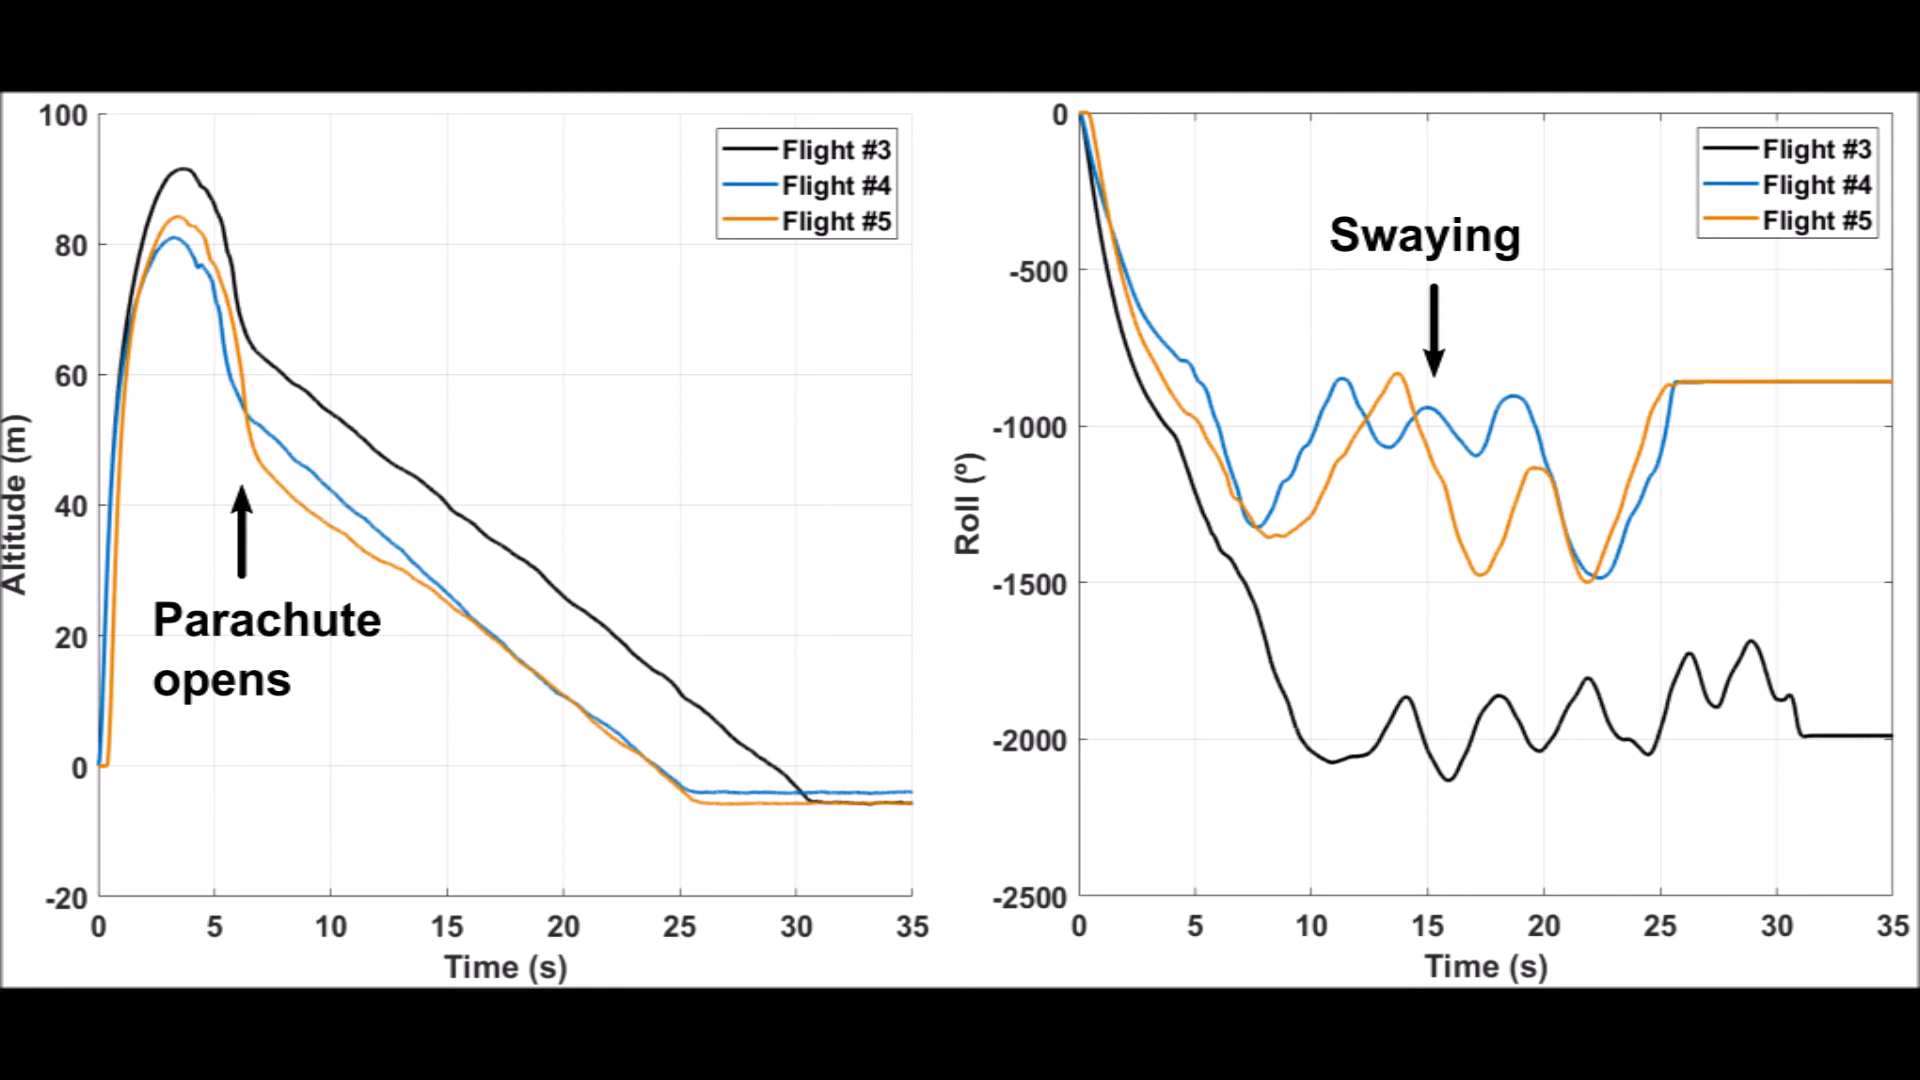 100
80
60
40
20
0
-20
Altitude (m)
0 5 10 15 20 25 30 35
Time (s)
Flight #3
Flight #4
Flight #5
Parachute
opens
0
-500
-1000
-1500
-2000
-2500
Roll (º)
0 5 10 15 20 25 30 35
Time (s)
Flight #3
Flight #4
Flight #5
Swaying